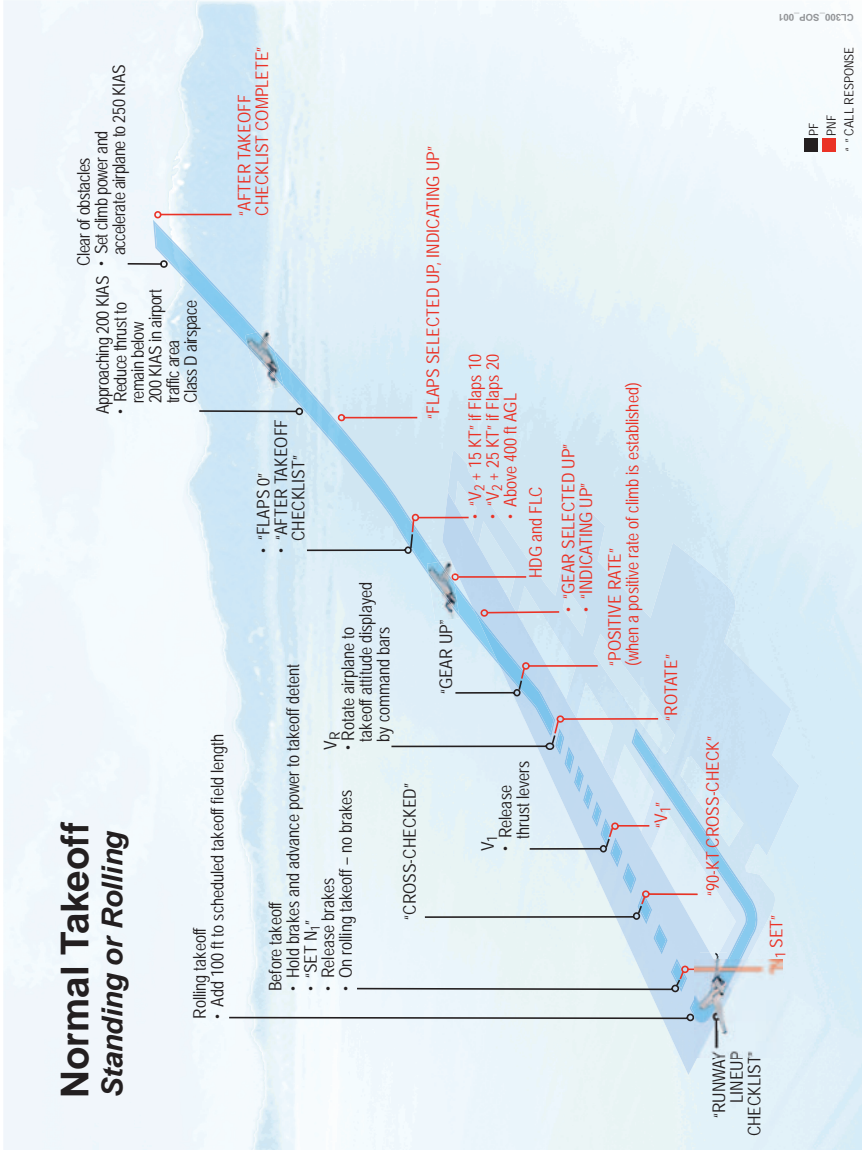 Normal Takeoff
Standing or Rolling
Rolling takeoff
• Add 100 ft to scheduled takeoff field length
Before takeoff
• Hold brakes and advance power to takeoff detent
• “SET N1”
• Release brakes
• On rolling takeoff – no brakes
“CROSS-CHECKED”
V1
• Release
thrust levers
VR
• Rotate airplane to
takeoff attitude displayed
by command bars
“GEAR UP”
• “FLAPS 0”
• “AFTER TAKEOFF
CHECKLIST”
Approaching 200 KIAS
• Reduce thrust to
remain below
200 KIAS in airport
traffic area
Class D airspace
Clear of obstacles
• Set climb power and
accelerate airplane to 250 KIAS
“RUNWAY
LINEUP
CHECKLIST”
“N1 SET”
“90-KT CROSS-CHECK”
“V1”
“ROTATE”
“POSITIVE RATE”
(when a positive rate of climb is established)
• “GEAR SELECTED UP”
• “INDICATING UP”
HDG and FLC
• “V2 + 15 KT” if Flaps 10
• “V2 + 25 KT” if Flaps 20
• Above 400 ft AGL
“FLAPS SELECTED UP, INDICATING UP”
“AFTER TAKEOFF
CHECKLIST COMPLETE”
PF
PNF
“ ” CALL RESPONSE
CL300_SOP_001